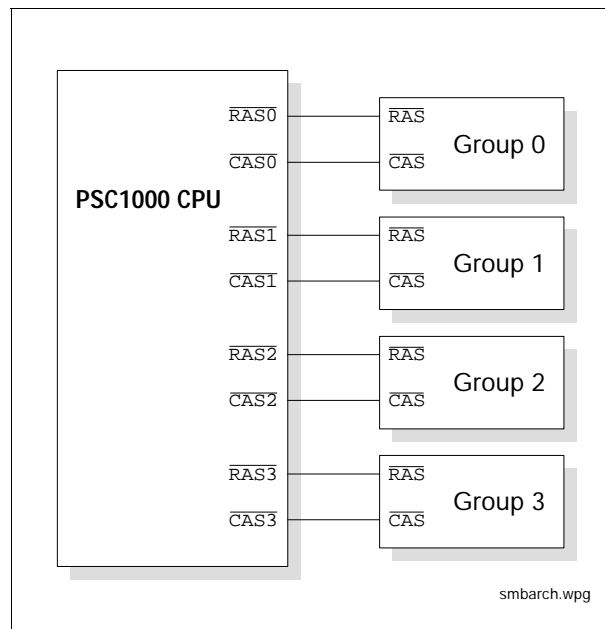 RAS0 RAS
Group 0
CAS0 CAS
PSC1000 CPU
RAS1 RAS
Group 1
CAS1 CAS
RAS2 RAS
Group 2
CAS2 CAS
RAS3 RAS
Group 3
CAS3 CAS
smbarch.wpg